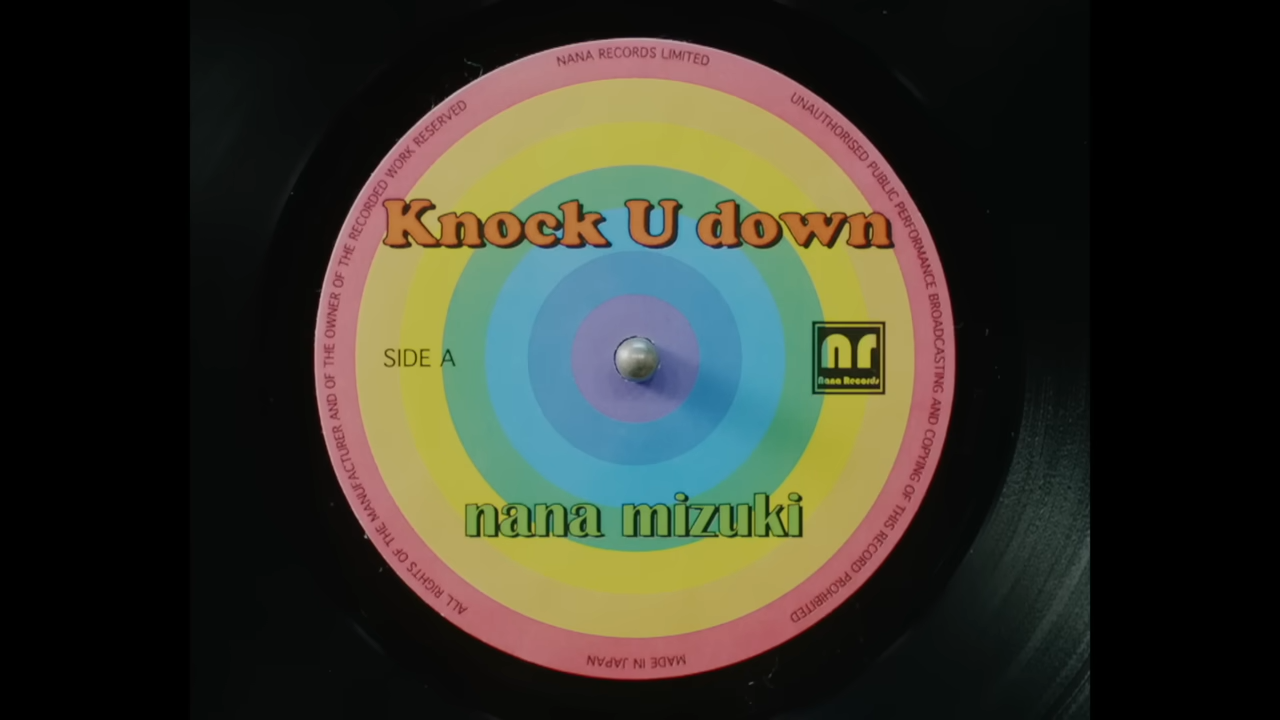 NANA RECORDS LIMITED
UNAUTHORISED PUBLIC PERFORMANCE BROADCASTING AND COPYING OF THIS RECORD PROHIBITED
ALL RIGHTS OF THE MANUFACTURER AND OF THE OWNER OF THE RECORDED WORK RESERVED
Knock U down
SIDE A
nr
Nana Records
nana mizuki
MADE IN JAPAN